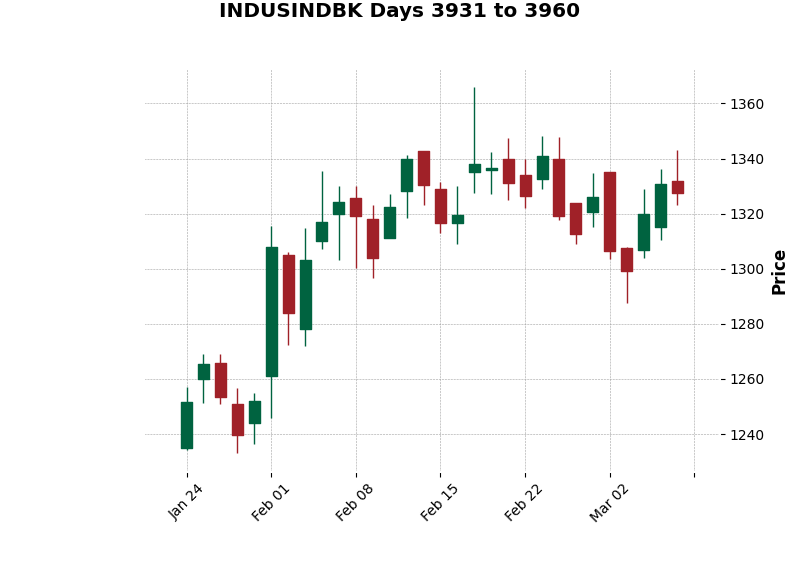 INDUSINDBK Days 3931 to 3960
1360
1340
1320
1300
1280
1260
1240
Price
Jan 24
Feb 01
Feb 08
Feb 15
Feb 22
Mar 02